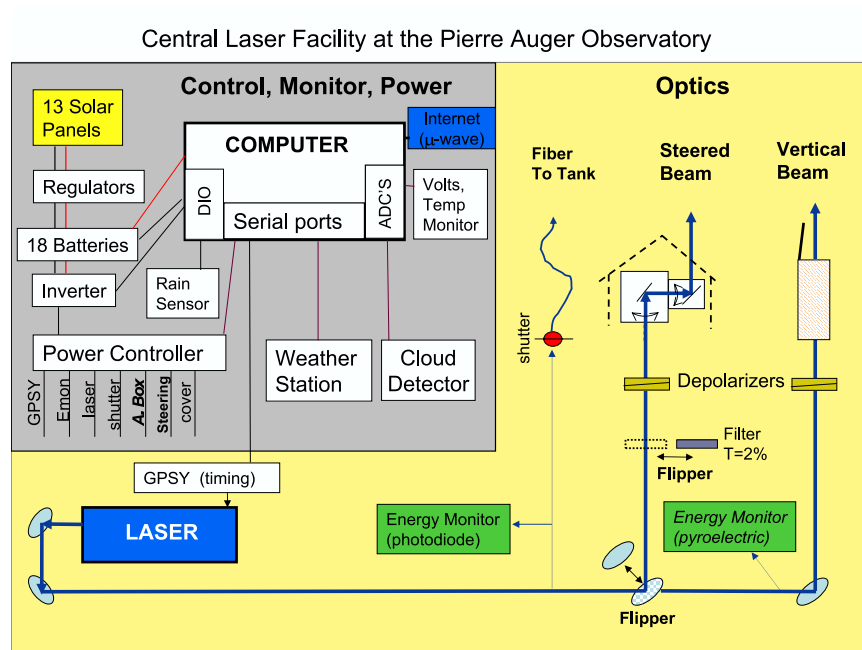 Central Laser Facility at the Pierre Auger Observatory
Control, Monitor, Power
13 Solar
Panels
Regulators
18 Batteries
Inverter
Power Controller
GPSY
Emon
laser
shutter
A. Box
Steering
cover
COMPUTER
DIO
Serial ports
ADC'S
Internet
(μ-wave)
Volts,
Temp
Monitor
Rain
Sensor
Weather
Station
Cloud
Detector
GPSY (timing)
LASER
Optics
Fiber
To Tank
Steered
Beam
Vertical
Beam
shutter
Depolarizers
Filter
T=2%
Flipper
Energy Monitor
(photodiode)
Energy Monitor
(pyroelectric)
Flipper